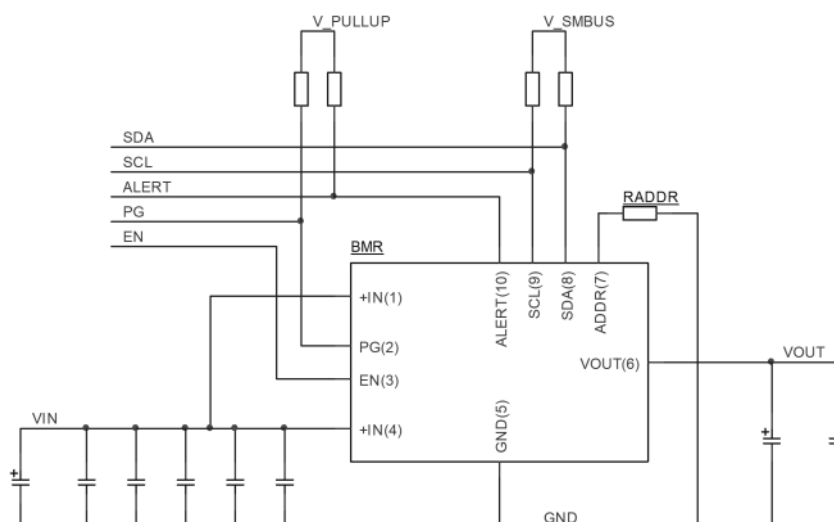 V_PULLUP
V_SMBUS
SDA
SCL
ALERT
PG
EN
RADDR
BMR
ALERT(10)
SCL(9)
SDA(8)
ADDR(7)
+IN(1)
PG(2)
EN(3)
+IN(4)
VOUT(6)
VOUT
GND(5)
VIN
+
+
+
GND